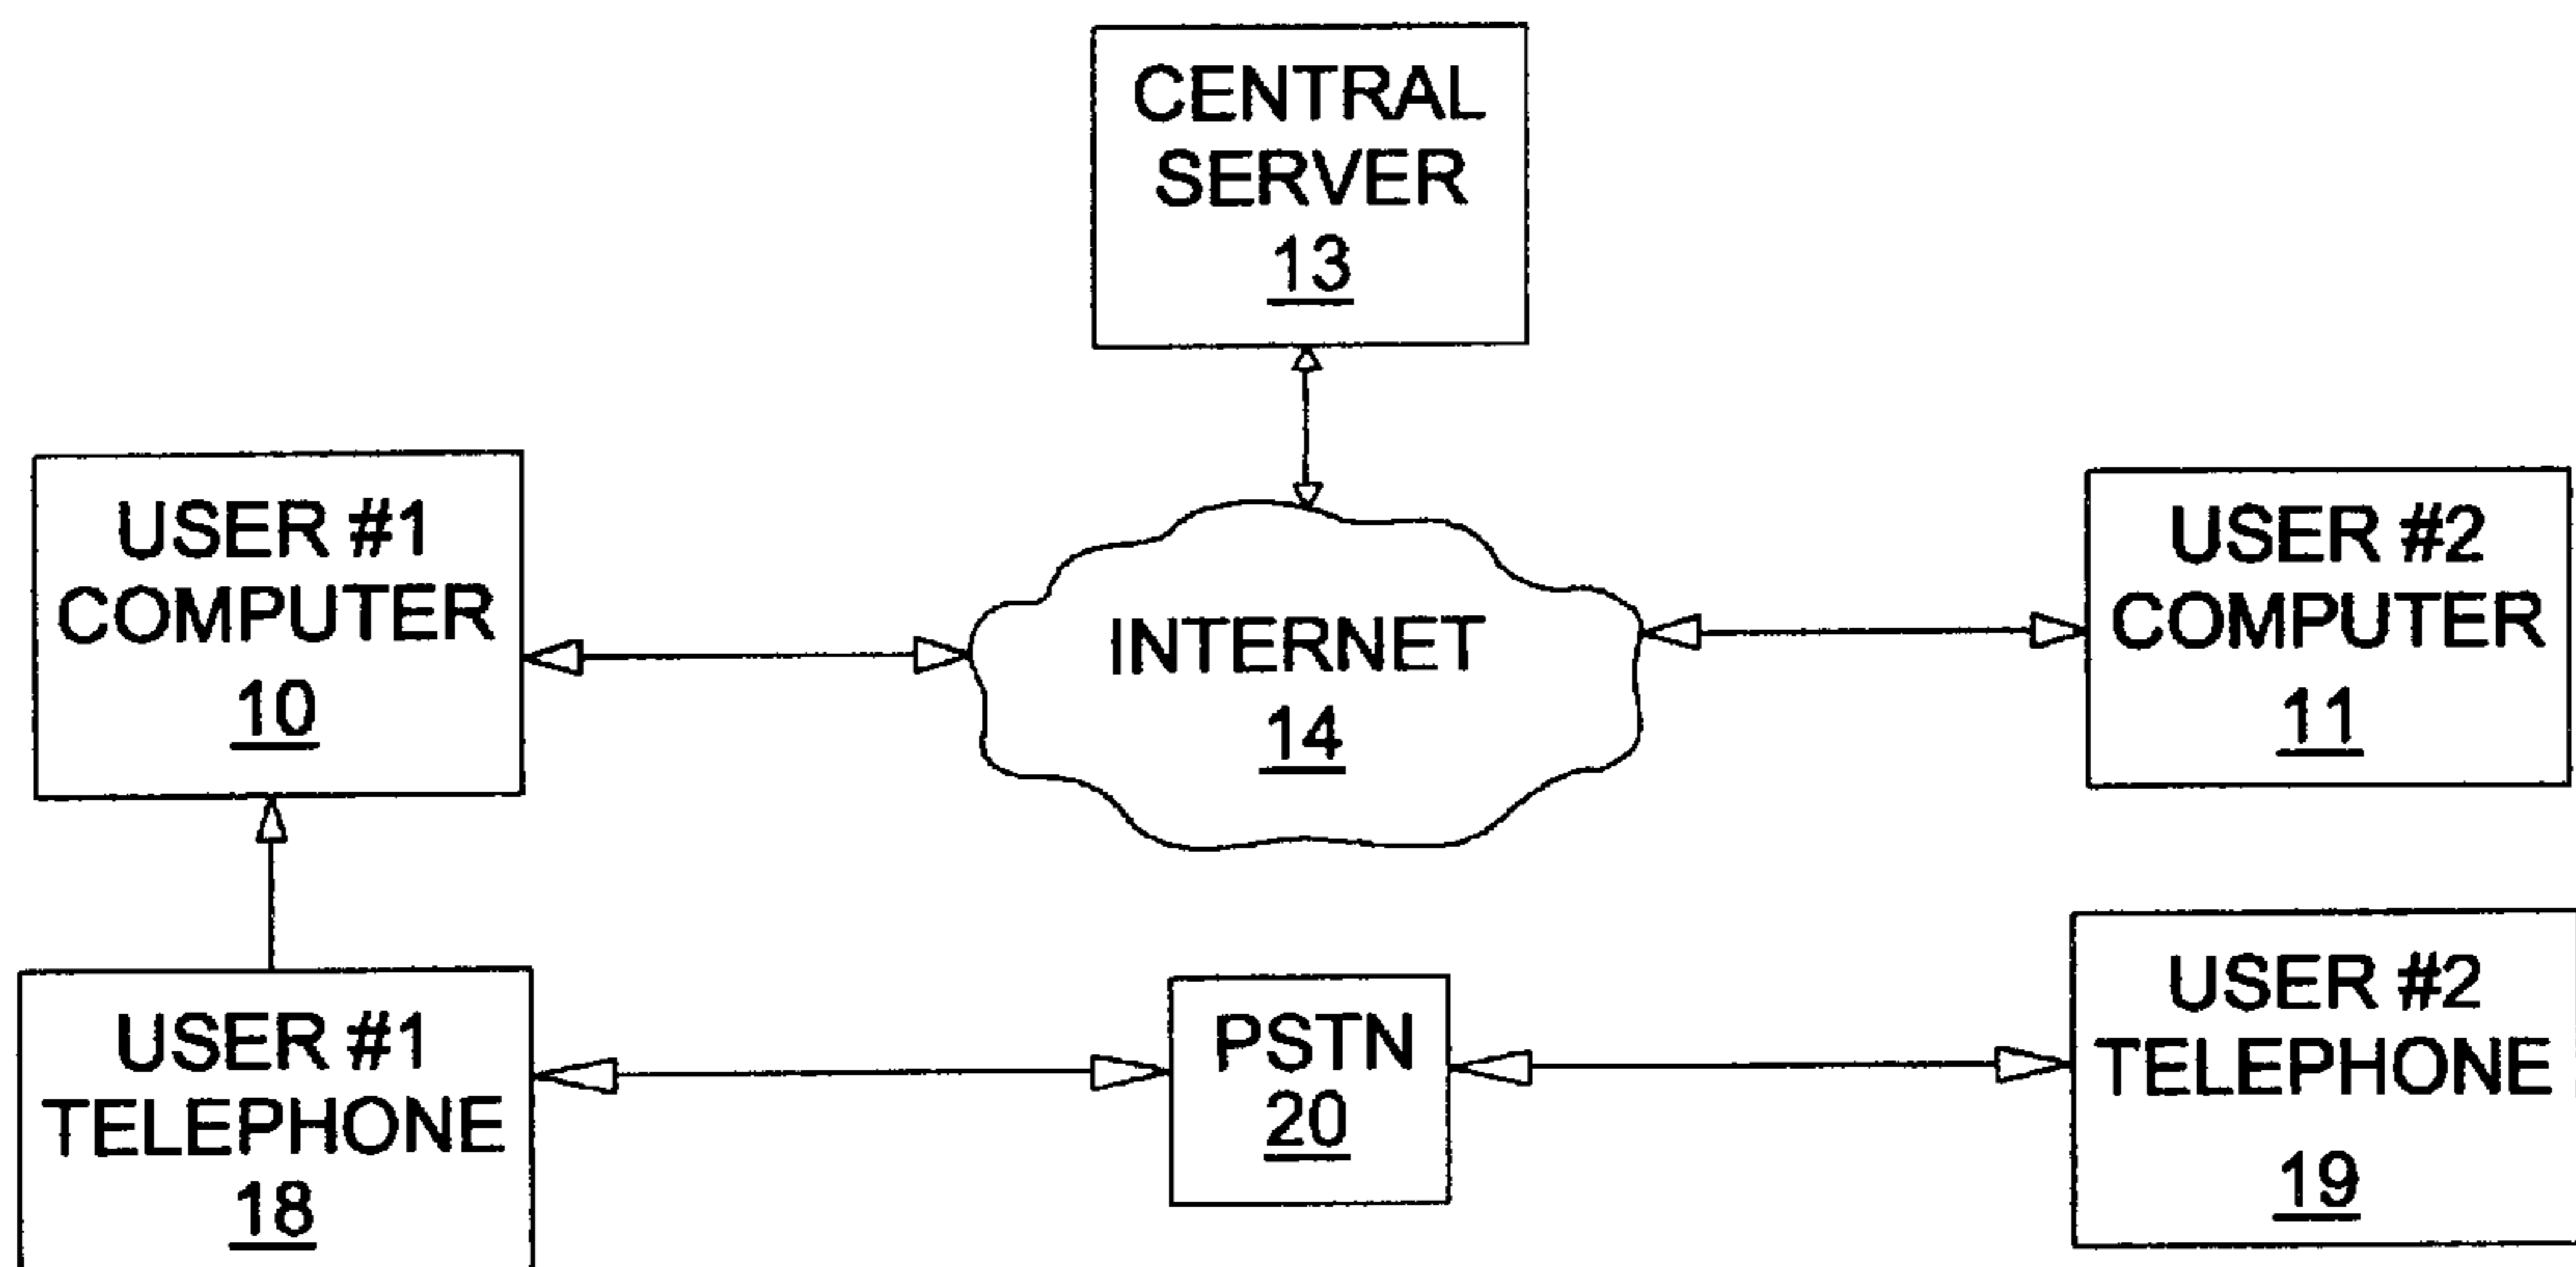 CENTRAL
SERVER
13
USER #1
COMPUTER
10
INTERNET
14
USER #2
COMPUTER
11
USER #1
TELEPHONE
18
PSTN
20
USER #2
TELEPHONE
19